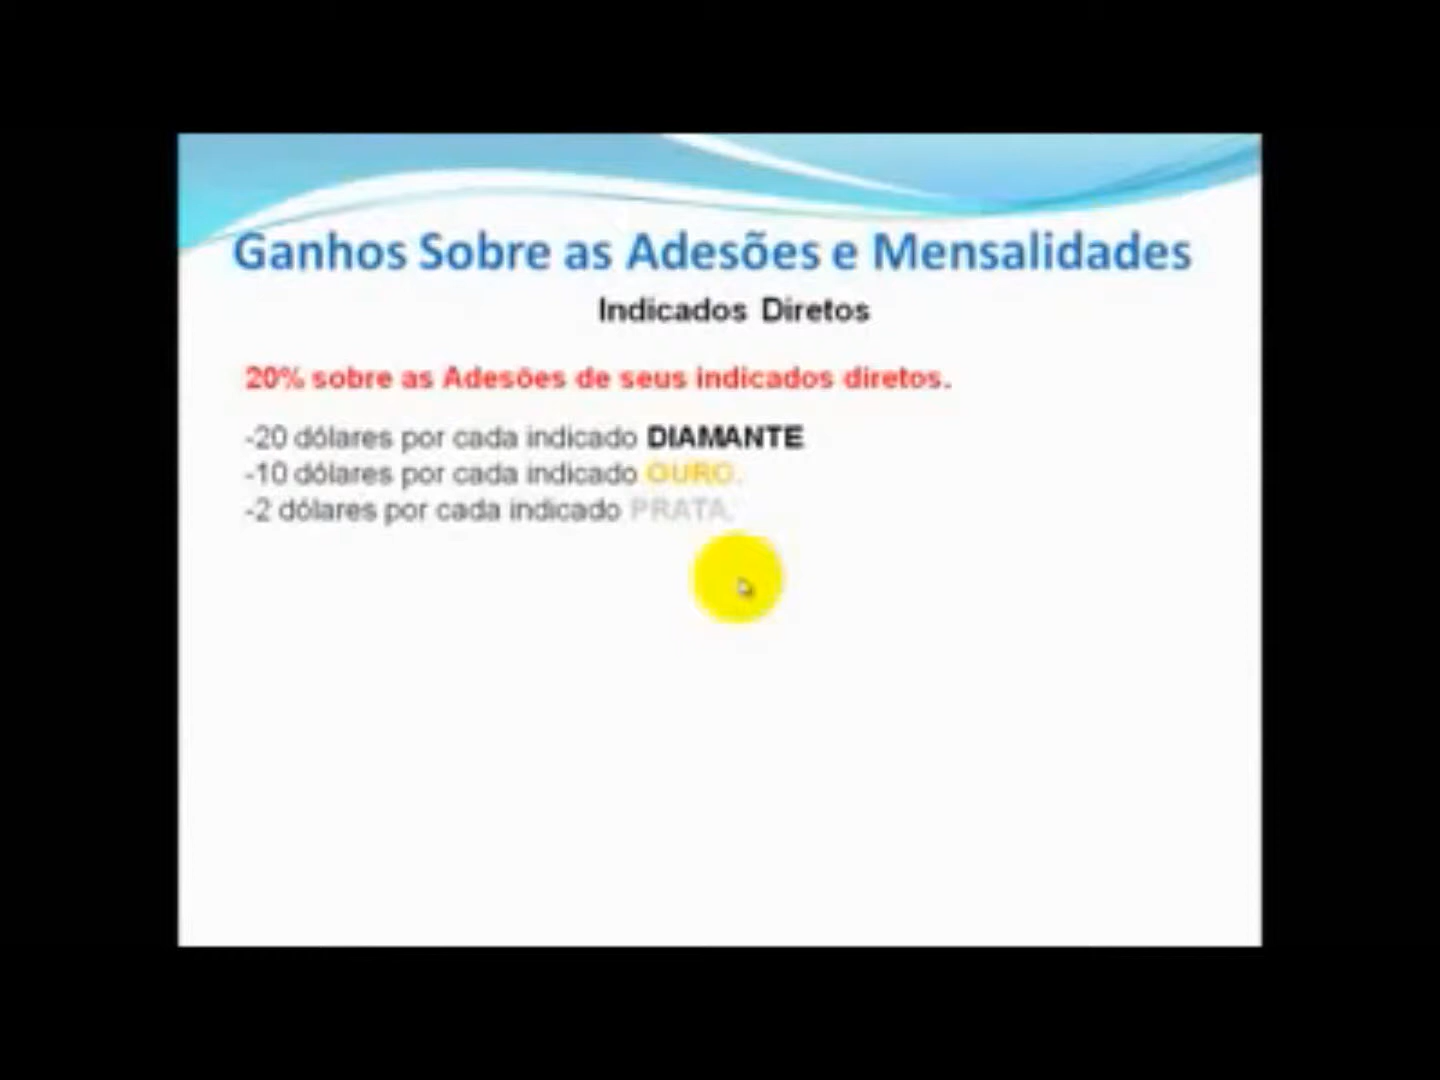 Ganhos Sobre as Adesões e Mensalidades
Indicados Diretos
20% sobre as Adesões de seus indicados diretos.
-20 dólares por cada indicado DIAMANTE
-10 dólares por cada indicado OURO.
-2 dólares por cada indicado PRATA.